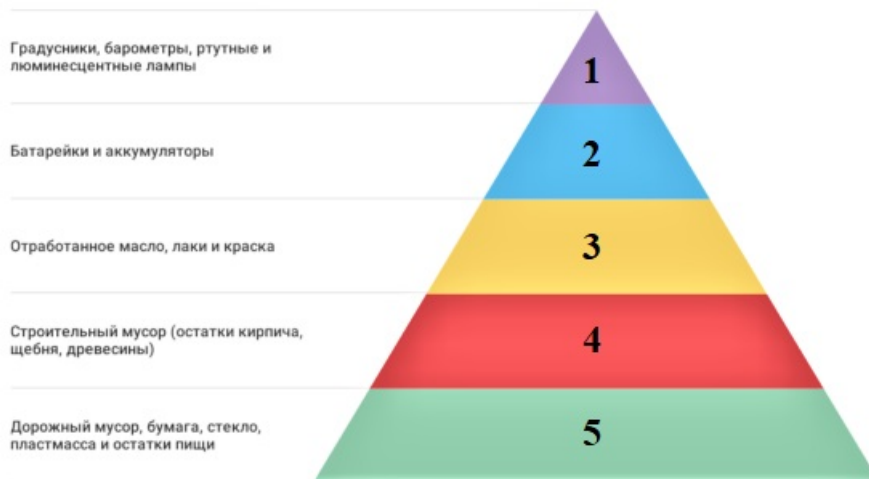 Градусники, барометры, ртутные и
люминесцентные лампы
1
Батарейки и аккумуляторы
2
Отработанное масло, лаки и краска
3
Строительный мусор (остатки кирпича,
щебня, древесины)
4
Дорожный мусор, бумага, стекло,
пластмасса и остатки пищи
5